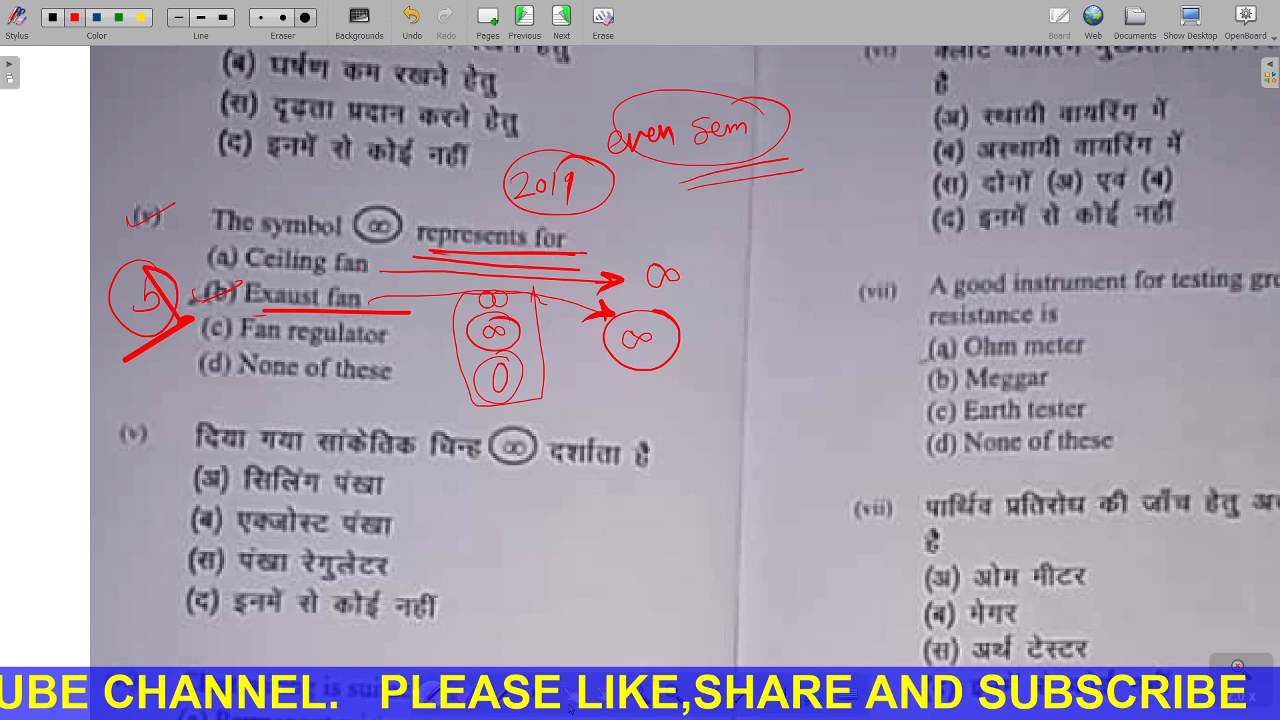 Stylus
Color
Line
Eraser
Backgrounds
Undo
Redo
Pages
Previous
Next
Erase
Board
Web
Documents
Show Desktop
OpenBoard
हेतु
(ब) घर्षण कम रखने हेतु
(स) दृढ़ता प्रदान करने हेतु
(द) इनमें से कोई नहीं
even sem
2019
(v) The symbol ∞ represents for
(a) Ceiling fan
∞
5
(b) Exaust fan
∞
∞
∞
0
(c) Fan regulator
(d) None of these
(v) दिया गया सांकेतिक चिन्ह ∞ दर्शाता है
(अ) सिलिंग पंखा
(ब) एक्जोस्ट पंखा
(स) पंखा रेगुलेटर
(द) इनमें से कोई नहीं
(vi)
है
(अ) स्थायी वायरिंग में
(ब) अस्थायी वायरिंग में
(स) दोनों (अ) एवं (ब)
(द) इनमें से कोई नहीं
(vii) A good instrument for testing gro
resistance is
(a) Ohm meter
(b) Meggar
(c) Earth tester
(d) None of these
(vii) पार्थिव प्रतिरोध की जाँच हेतु अ
है
(अ) ओम मीटर
(ब) मेगर
(स) अर्थ टेस्टर
UBE CHANNEL. PLEASE LIKE,SHARE AND SUBSCRIBE